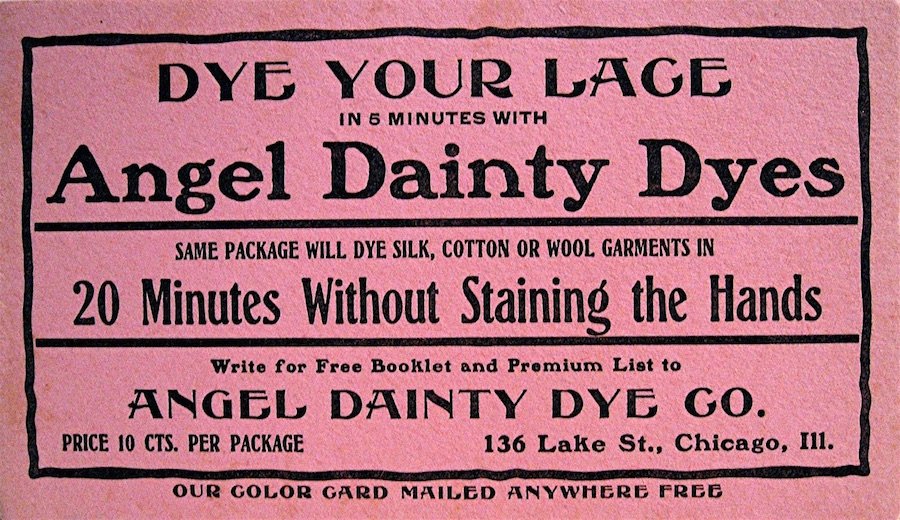 DYE YOUR LACE
IN 5 MINUTES WITH
Angel Dainty Dyes
SAME PACKAGE WILL DYE SILK, COTTON OR WOOL GARMENTS IN
20 Minutes Without Staining the Hands
Write for Free Booklet and Premium List to
ANGEL DAINTY DYE CO.
PRICE 10 CTS. PER PACKAGE 136 Lake St., Chicago, Ill.
OUR COLOR CARD MAILED ANYWHERE FREE